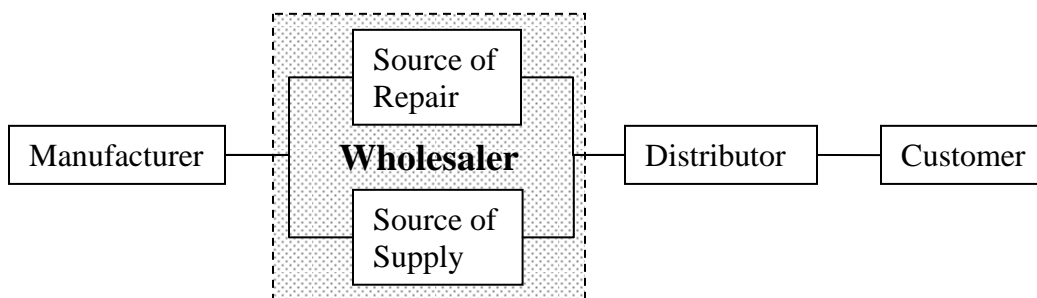 Manufacturer
Source of
Repair
Wholesaler
Source of
Supply
Distributor
Customer